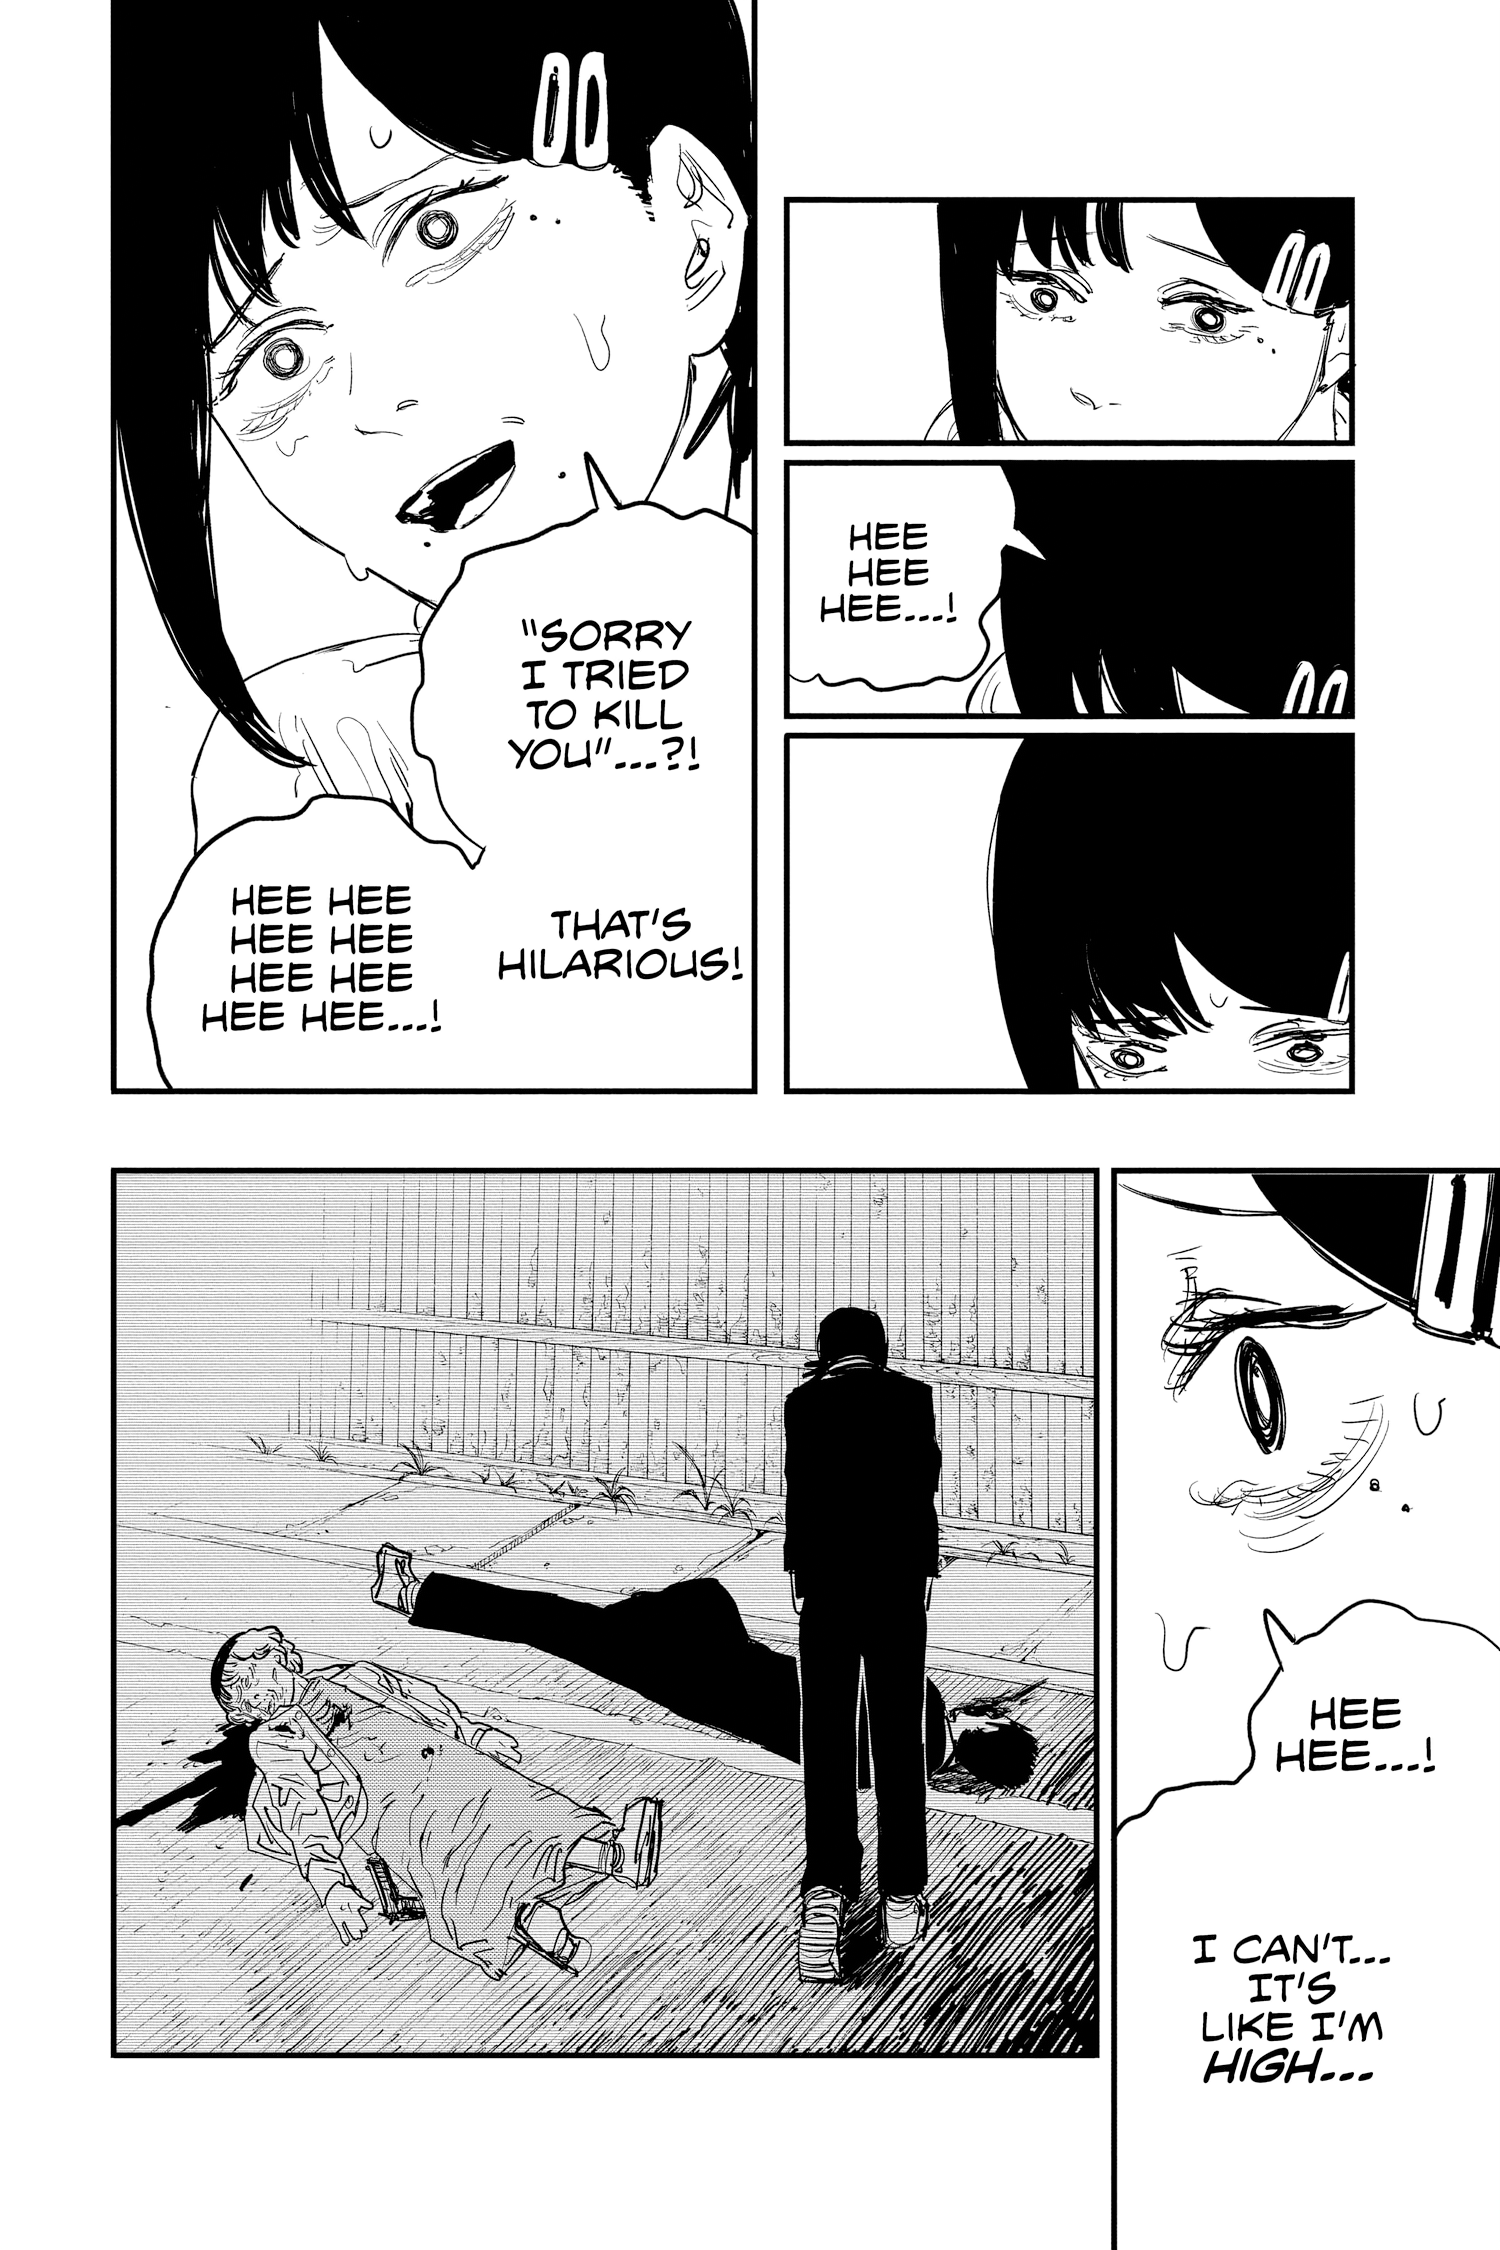 HEE
HEE
HEE...!
"SORRY
I TRIED
TO KILL
YOU"...?!
THAT'S
HILARIOUS!
HEE HEE
HEE HEE
HEE HEE
HEE HEE...!
HEE
HEE...!
I CAN'T...
IT'S
LIKE I'M
HIGH...